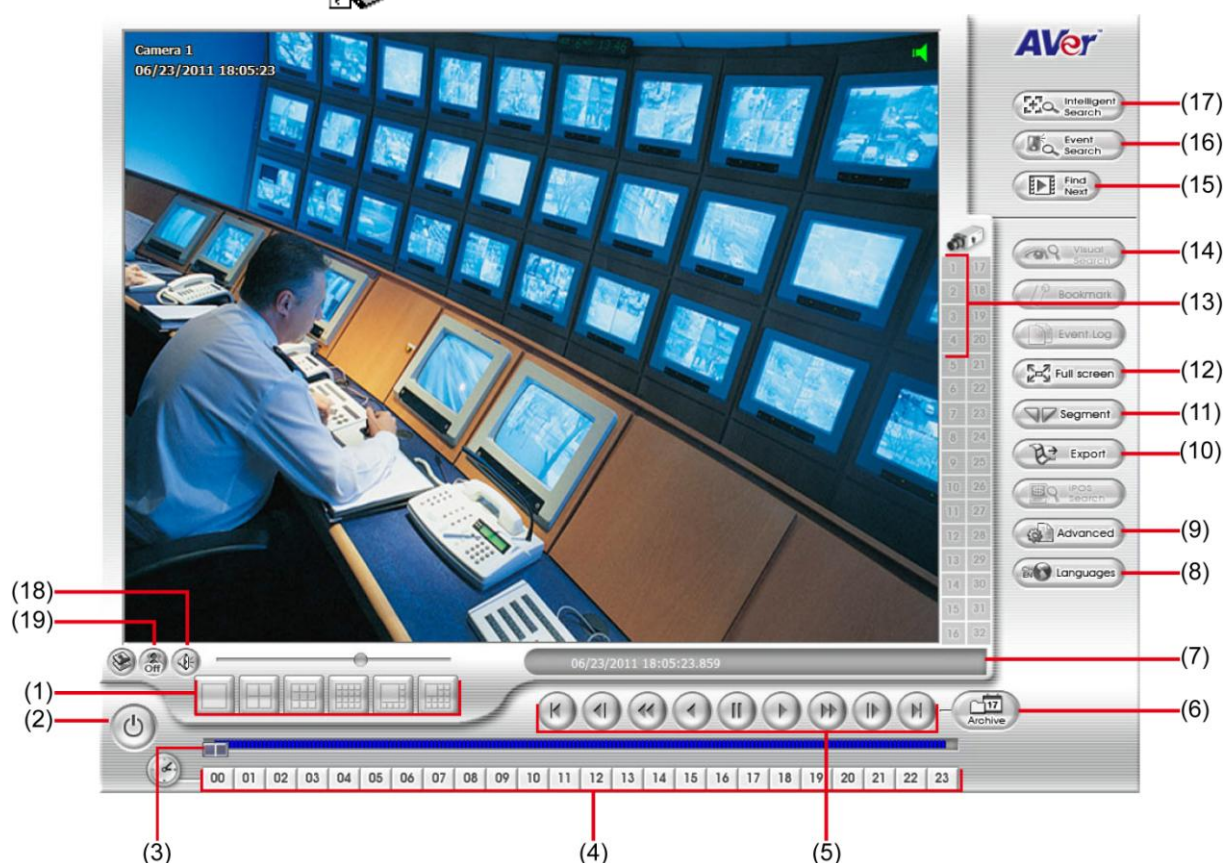 Camera 1
06/23/2011 18:05:23
AVer
Intelligent
Search
(17)
Event
Search
(16)
Find
Next
(15)
Visual
Search
(14)
1 17
2 18
3 19
4 20
5 21
6 22
7 23
8 24
9 25
10 26
11 27
12 28
13 29
14 30
15 31
16 32
(13)
Bookmark
Event Log
Full screen
(12)
Segment
(11)
Export
(10)
iPOS
Search
Advanced
(9)
EN
Languages
(8)
(18)
(19)
Off
06/23/2011 18:05:23.859
(7)
(1)
(2)
17
Archive
(6)
00 01 02 03 04 05 06 07 08 09 10 11 12 13 14 15 16 17 18 19 20 21 22 23
(3)
(4)
(5)